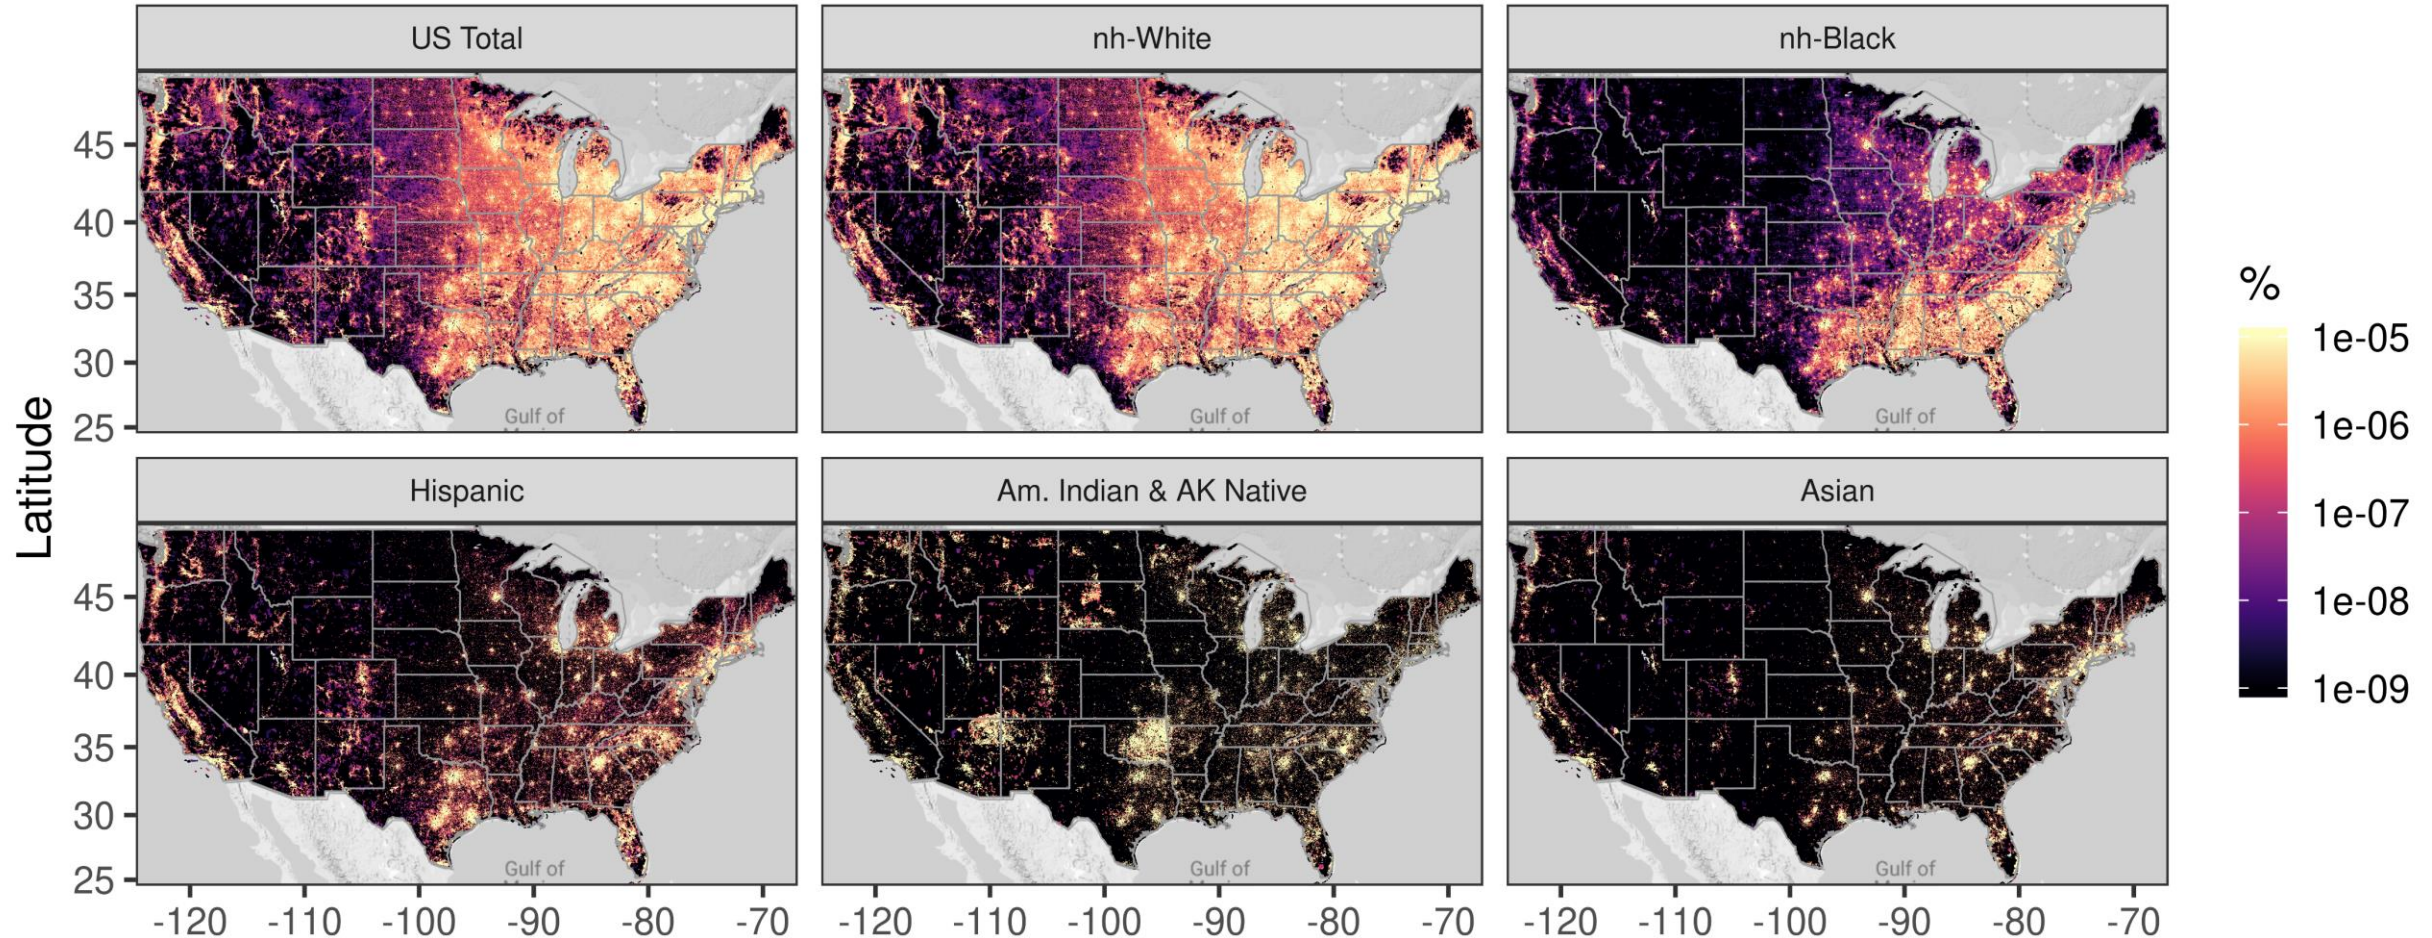 US Total
nh-White
nh-Black
45
40
35
30
25
Gulf of
Gulf of
Gulf of
Latitude
%
1e-05
1e-06
1e-07
1e-08
1e-09
Hispanic
Am. Indian & AK Native
Asian
45
40
35
30
25
Gulf of
Gulf of
Gulf of
-120 -110 -100 -90 -80 -70
-120 -110 -100 -90 -80 -70
-120 -110 -100 -90 -80 -70